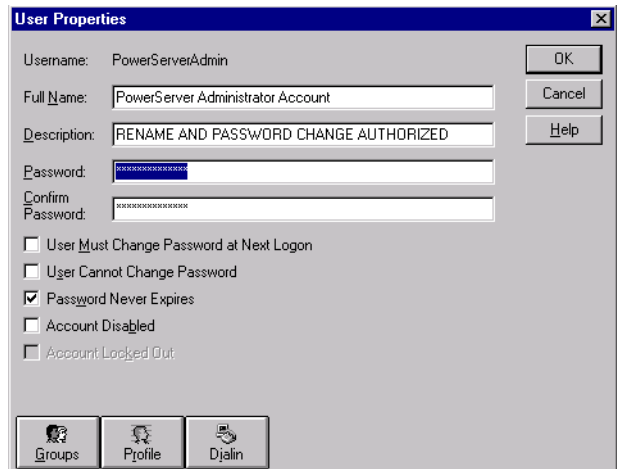 User Properties
Username: PowerServerAdmin
OK
Full Name: PowerServer Administrator Account
Cancel
Description: RENAME AND PASSWORD CHANGE AUTHORIZED
Help
Password: **************
Confirm
Password: **************
User Must Change Password at Next Logon
User Cannot Change Password
Password Never Expires
Account Disabled
Account Locked Out
Groups Profile Dialin